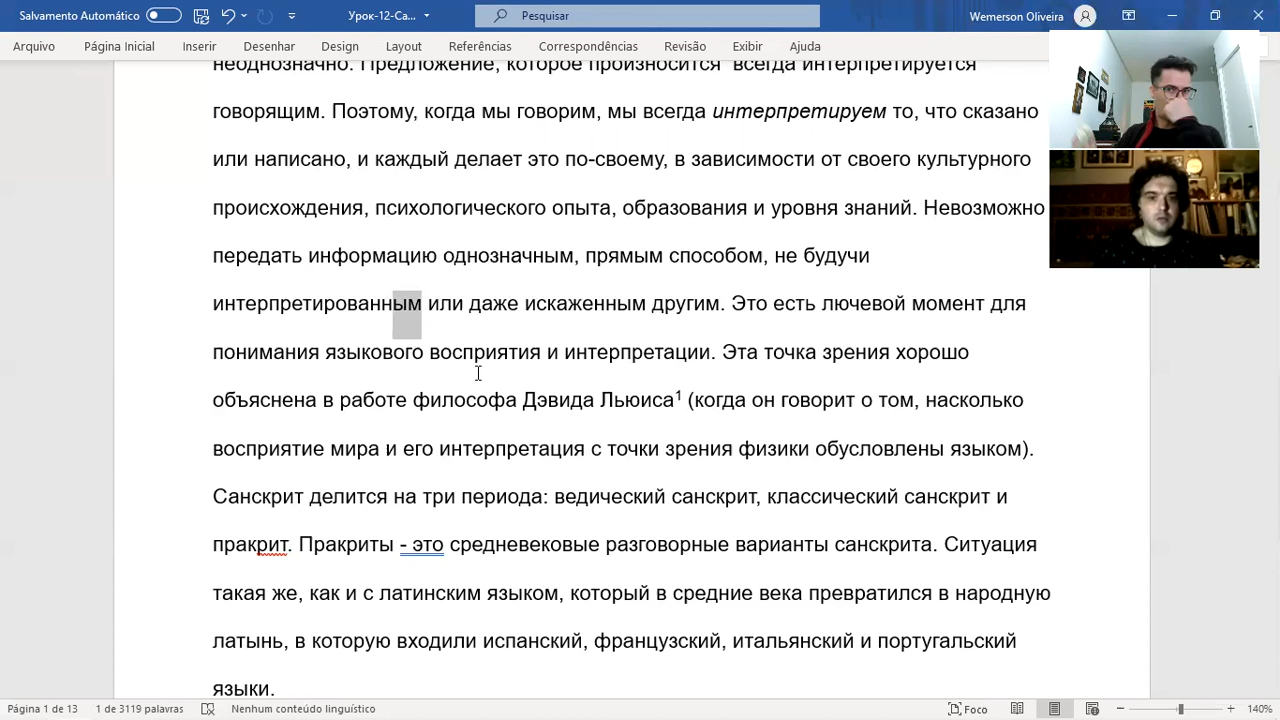 Salvamento Automático
Урок-12-Са...
Pesquisar
Wemerson Oliveira
Arquivo Página Inicial Inserir Desenhar Design Layout Referências Correspondências Revisão Exibir Ajuda
неоднозначно. Предложение, которое произносится всегда интерпретируется
говорящим. Поэтому, когда мы говорим, мы всегда интерпретируем то, что сказано
или написано, и каждый делает это по-своему, в зависимости от своего культурного
происхождения, психологического опыта, образования и уровня знаний. Невозможно
передать информацию однозначным, прямым способом, не будучи
интерпретированным или даже искаженным другим. Это есть лючевой момент для
понимания языкового восприятия и интерпретации. Эта точка зрения хорошо
объяснена в работе философа Дэвида Льюиса¹ (когда он говорит о том, насколько
восприятие мира и его интерпретация с точки зрения физики обусловлены языком).
Санскрит делится на три периода: ведический санскрит, классический санскрит и
пракрит. Пракриты - это средневековые разговорные варианты санскрита. Ситуация
такая же, как и с латинским языком, который в средние века превратился в народную
латынь, в которую входили испанский, французский, итальянский и португальский
языки.
Página 1 de 13 1 de 3119 palavras Nenhum conteúdo linguístico Foco 140%